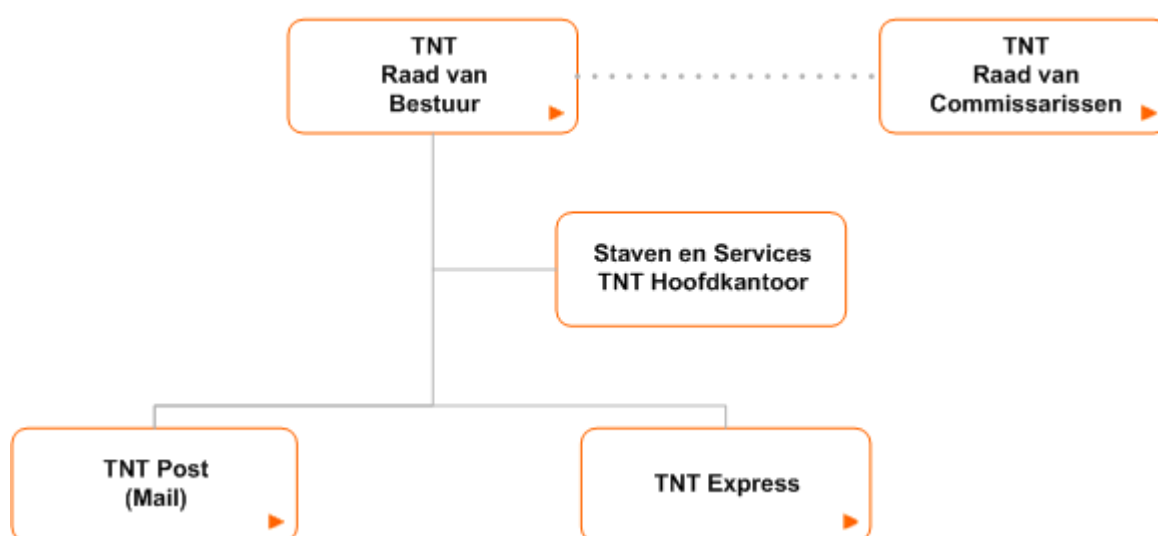 TNT
Raad van
Bestuur
TNT
Raad van
Commissarissen
Staven en Services
TNT Hoofdkantoor
TNT Post
(Mail)
TNT Express